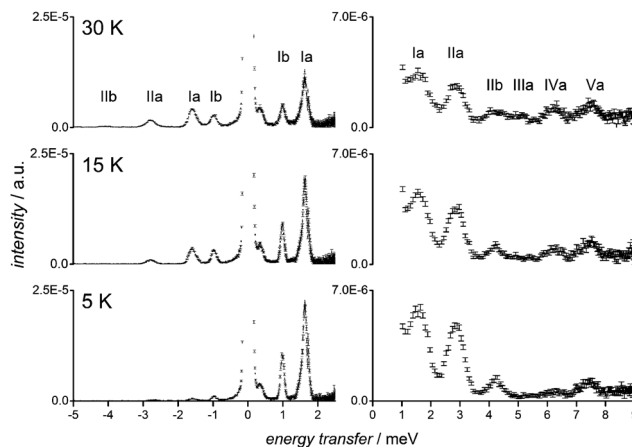 2.5E-5
30 K
Ib
Ia
IIb
IIa
Ia
Ib
0.0
7.0E-6
Ia
IIa
IIb
IIIa
IVa
Va
0.0
2.5E-5
15 K
0.0
7.0E-6
0.0
intensity / a.u.
2.5E-5
5 K
0.0
7.0E-6
0.0
-5 -4 -3 -2 -1 0 1 2
0 1 2 3 4 5 6 7 8 9
energy transfer / meV